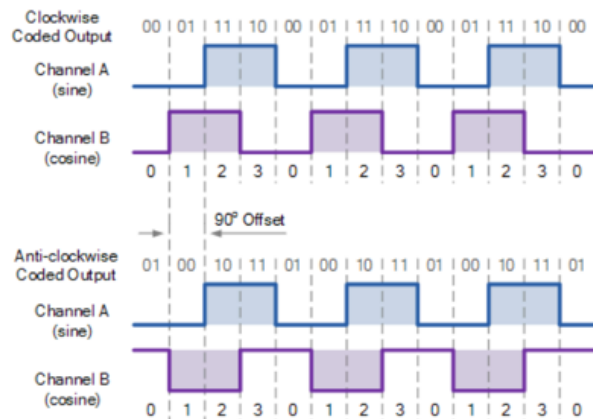 Clockwise
Coded Output
00 01 11 10 00 01 11 10 00 01 11 10 00
Channel A
(sine)
Channel B
(cosine)
0 1 2 3 0 1 2 3 0 1 2 3 0
90° Offset
Anti-clockwise
Coded Output
01 00 10 11 01 00 10 11 01 00 10 11 01
Channel A
(sine)
Channel B
(cosine)
0 1 2 3 0 1 2 3 0 1 2 3 0